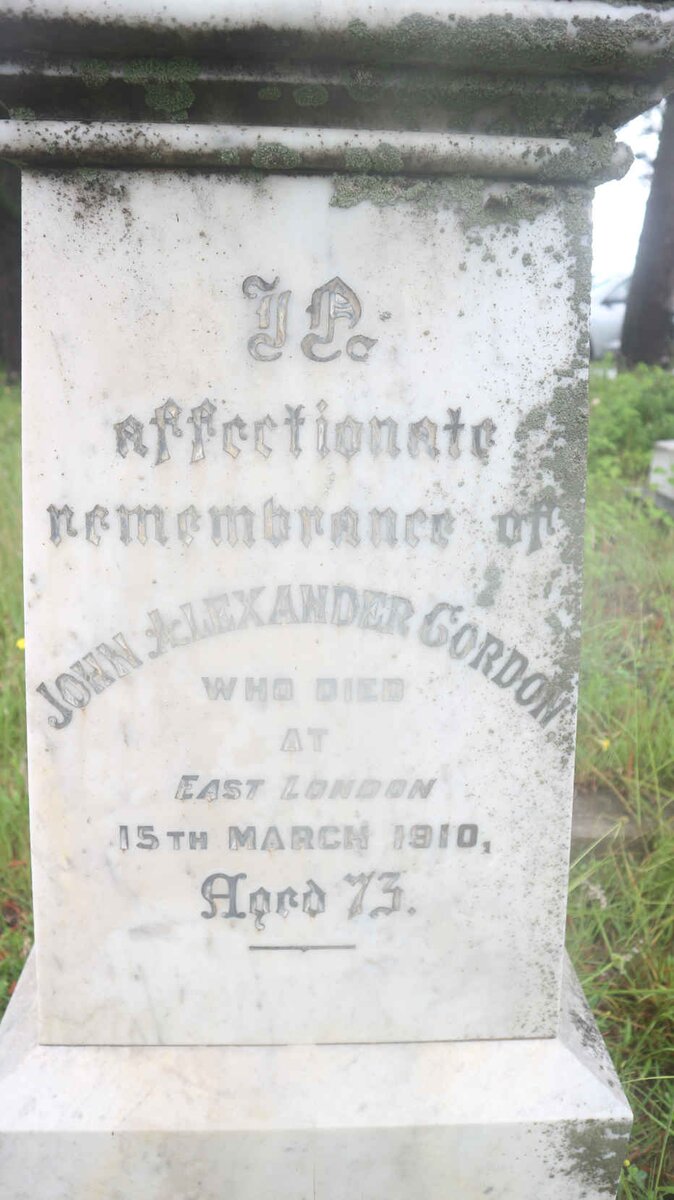 In
affectionate
remembrance of
JOHN ALEXANDER GORDON
WHO DIED
AT
EAST LONDON
15TH MARCH 1910,
Aged 73.